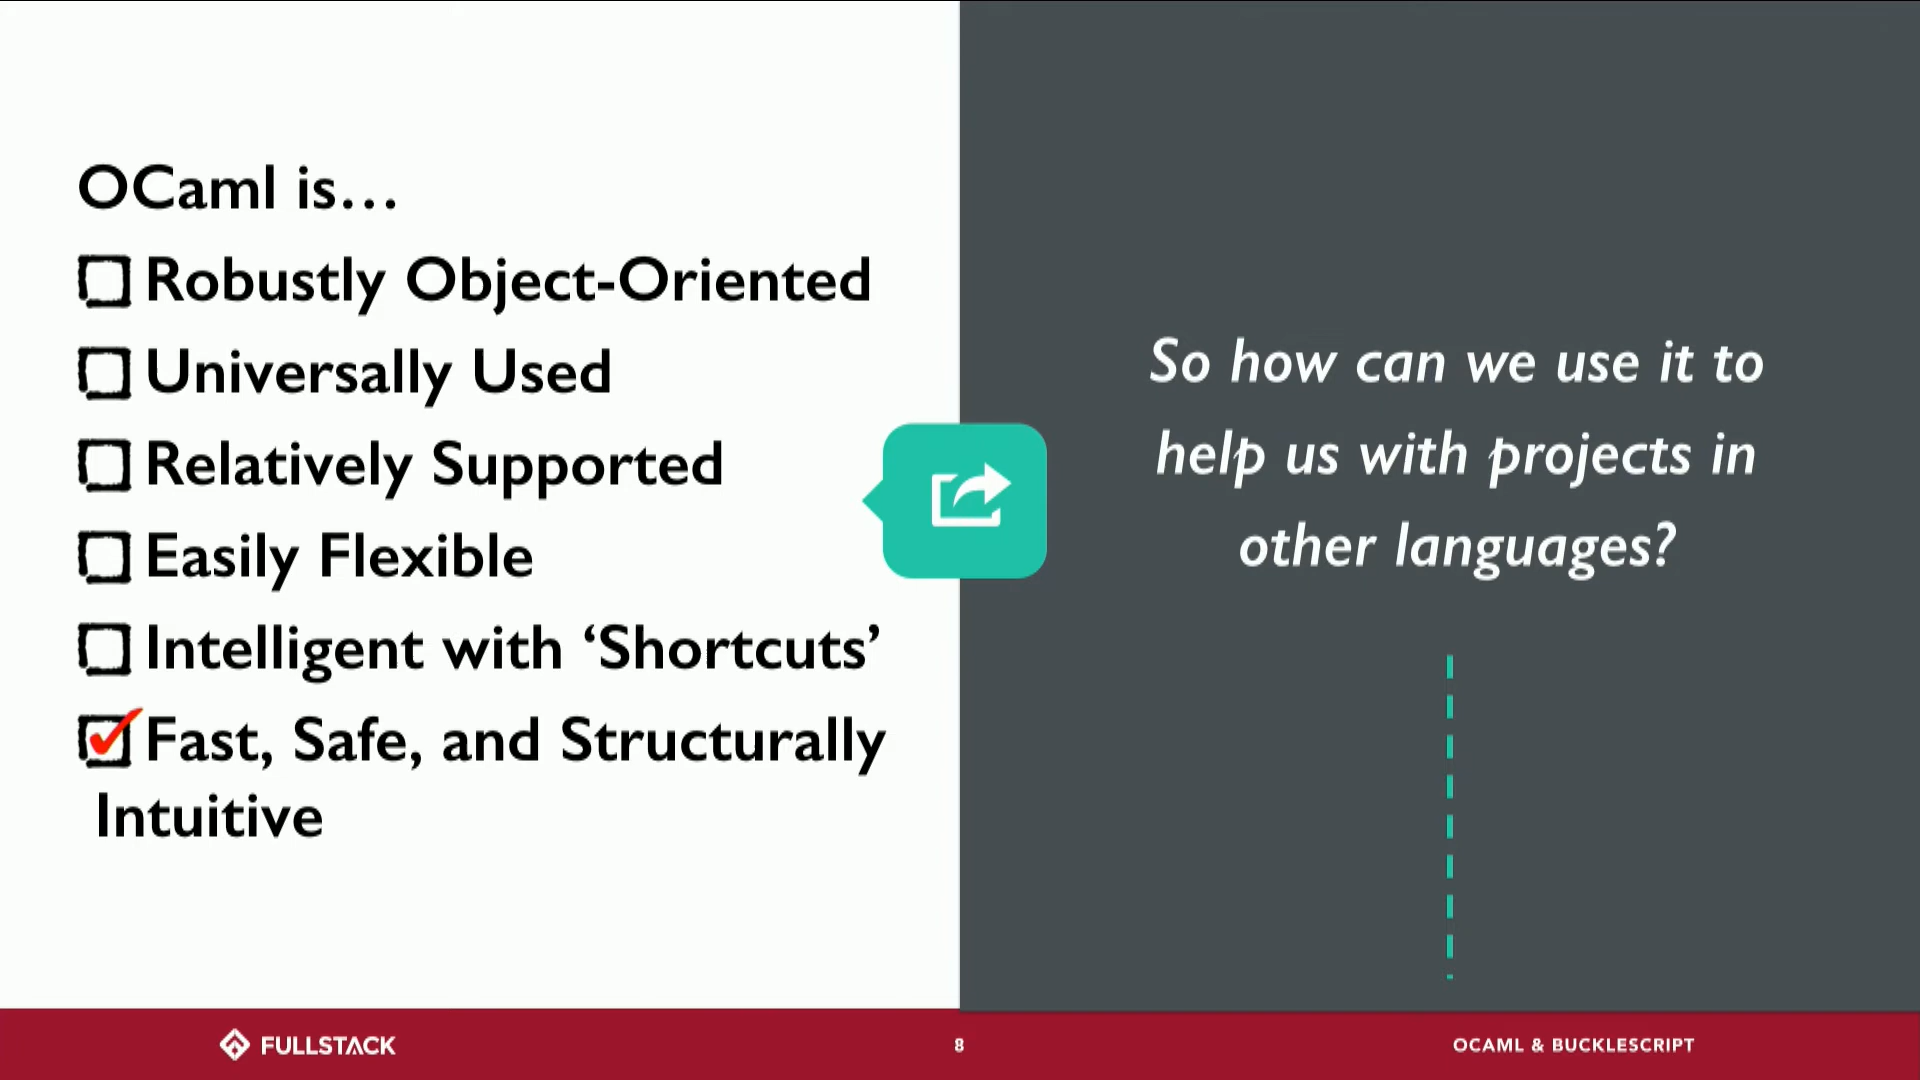 OCaml is…
Robustly Object-Oriented
Universally Used
Relatively Supported
Easily Flexible
Intelligent with ‘Shortcuts’
Fast, Safe, and Structurally
Intuitive
So how can we use it to
help us with projects in
other languages?
FULLSTACK
8
OCAML & BUCKLESCRIPT